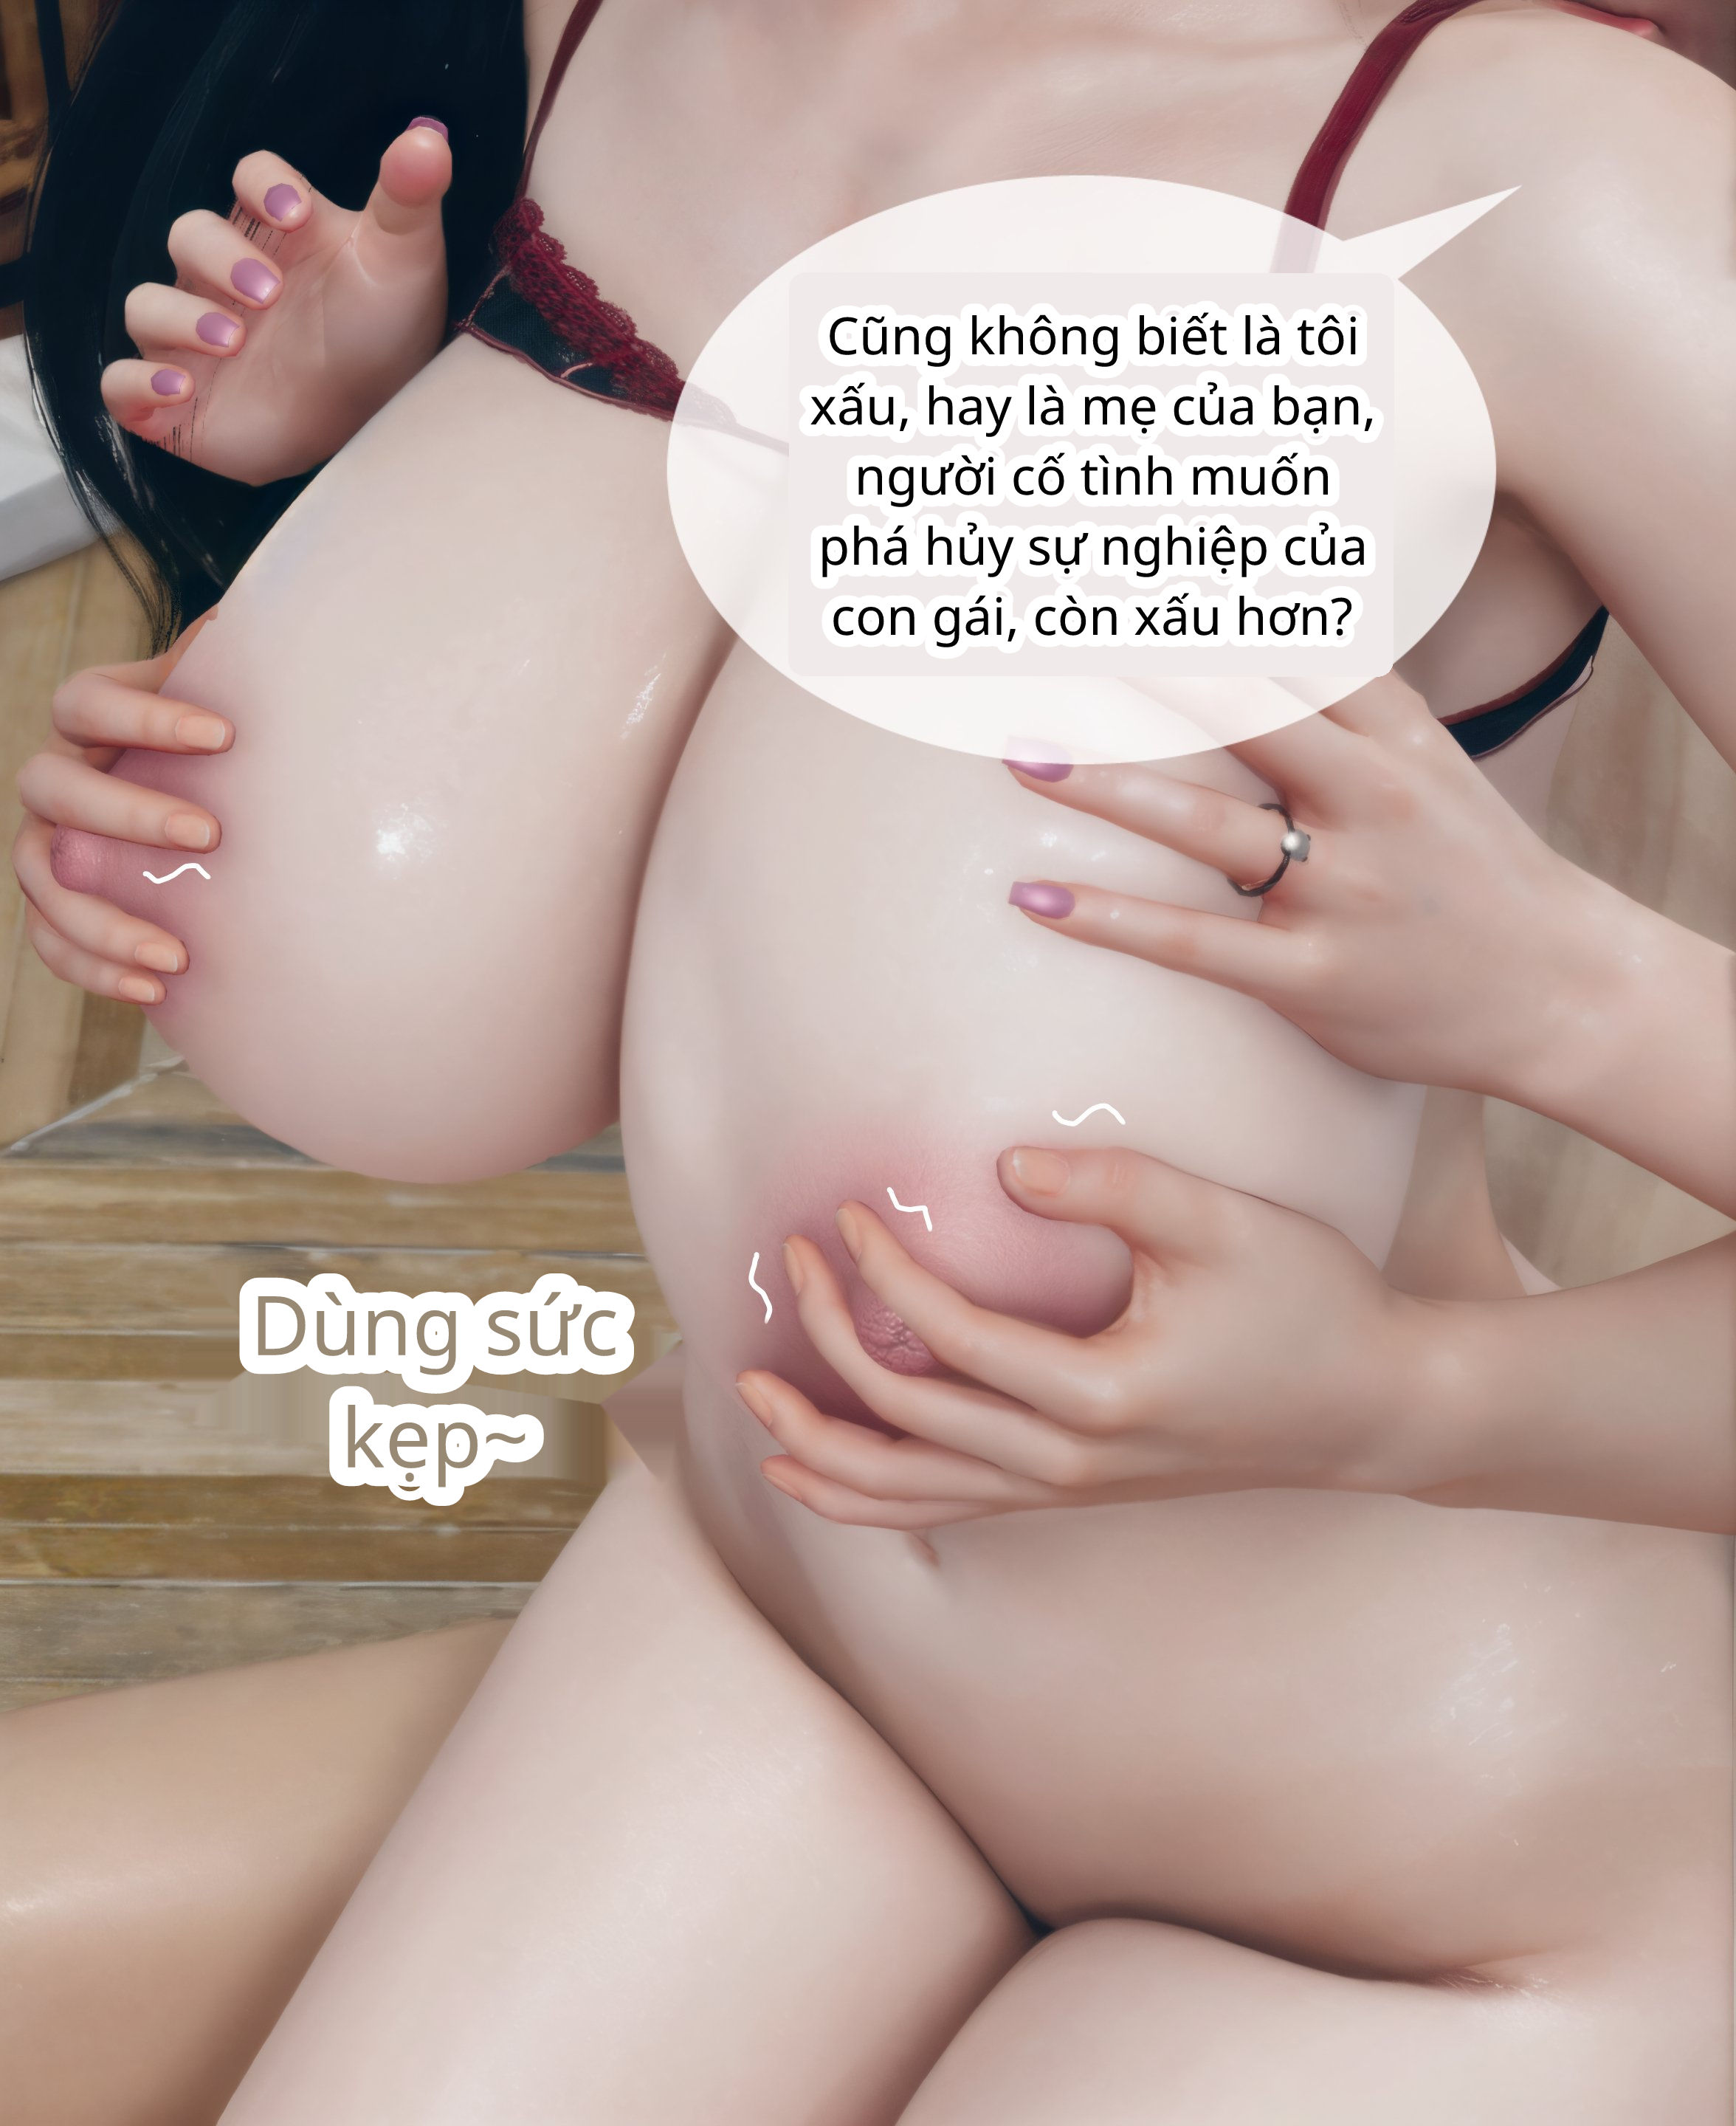 Cũng không biết là tôi
xấu, hay là mẹ của bạn,
người cố tình muốn
phá hủy sự nghiệp của
con gái, còn xấu hơn?
Dùng sức
kẹp~